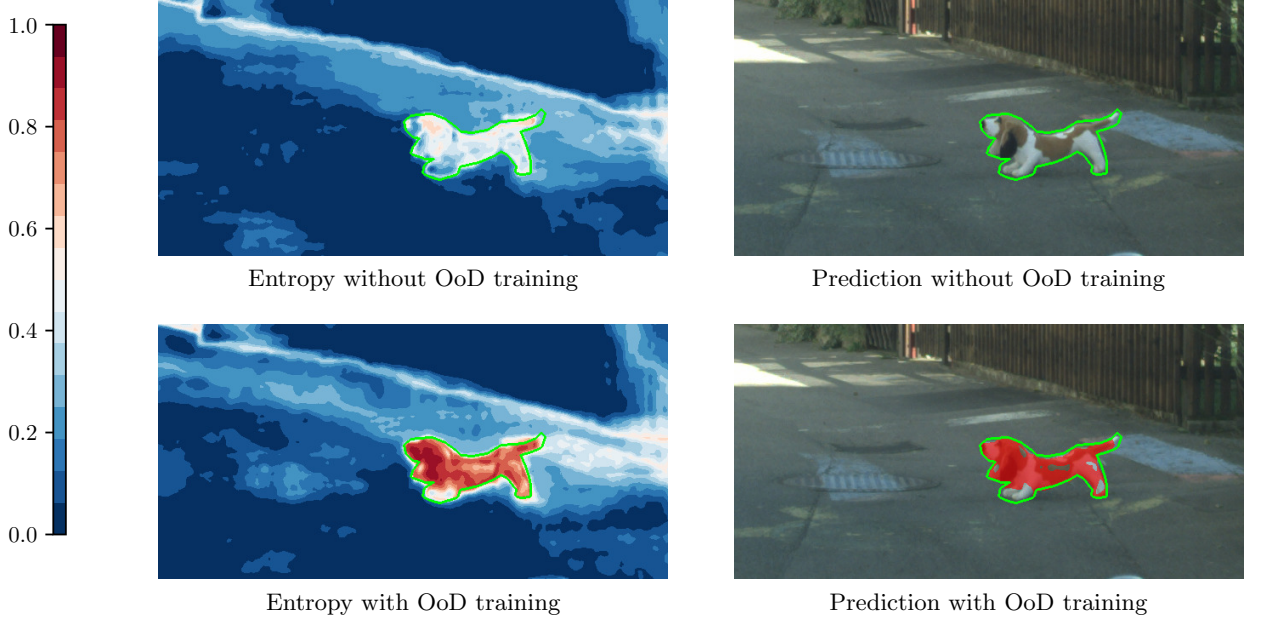 1.0
0.8
0.6
0.4
0.2
0.0
Entropy without OoD training
Prediction without OoD training
Entropy with OoD training
Prediction with OoD training